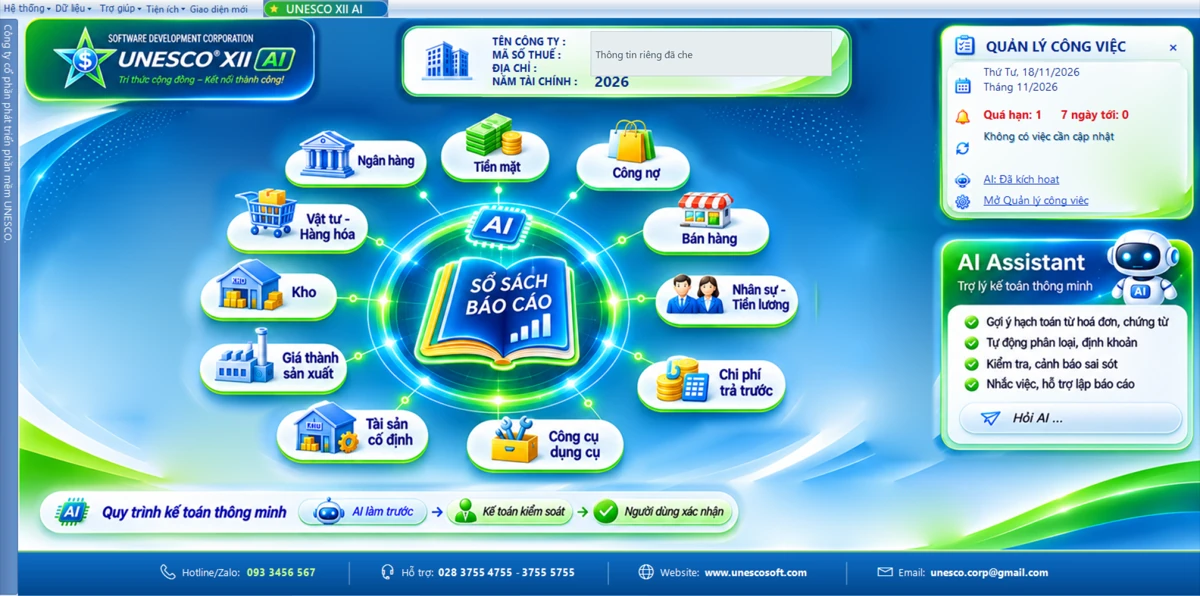 Hệ thống Dữ liệu Trợ giúp Tiện ích Giao diện mới
UNESCO XII AI
Công ty cổ phần phát triển phần mềm UNESCO.
SOFTWARE DEVELOPMENT CORPORATION
UNESCO® XII AI
Tri thức cộng đồng – Kết nối thành công!
$
TÊN CÔNG TY :
MÃ SỐ THUẾ :
ĐỊA CHỈ :
NĂM TÀI CHÍNH : 2026
Thông tin riêng đã che
QUẢN LÝ CÔNG VIỆC ×
Thứ Tư, 18/11/2026
Tháng 11/2026
Quá hạn: 1 7 ngày tới: 0
Không có việc cần cập nhật
AI: Đã kích hoạt
Mở Quản lý công việc
Ngân hàng
Tiền mặt
Công nợ
Vật tư -
Hàng hóa
Bán hàng
AI
SỔ SÁCH
BÁO CÁO
KHO
Kho
Nhân sự -
Tiền lương
Giá thành
sản xuất
Chi phí
trả trước
Tài sản
cố định
Công cụ
dụng cụ
AI Assistant
Trợ lý kế toán thông minh
AI
Gợi ý hạch toán từ hoá đơn, chứng từ
Tự động phân loại, định khoản
Kiểm tra, cảnh báo sai sót
Nhắc việc, hỗ trợ lập báo cáo
Hỏi AI ...
AI
Quy trình kế toán thông minh
AI làm trước
Kế toán kiểm soát
Người dùng xác nhận
Hotline/Zalo: 093 3456 567
Hỗ trợ: 028 3755 4755 - 3755 5755
Website: www.unescosoft.com
Email: unesco.corp@gmail.com